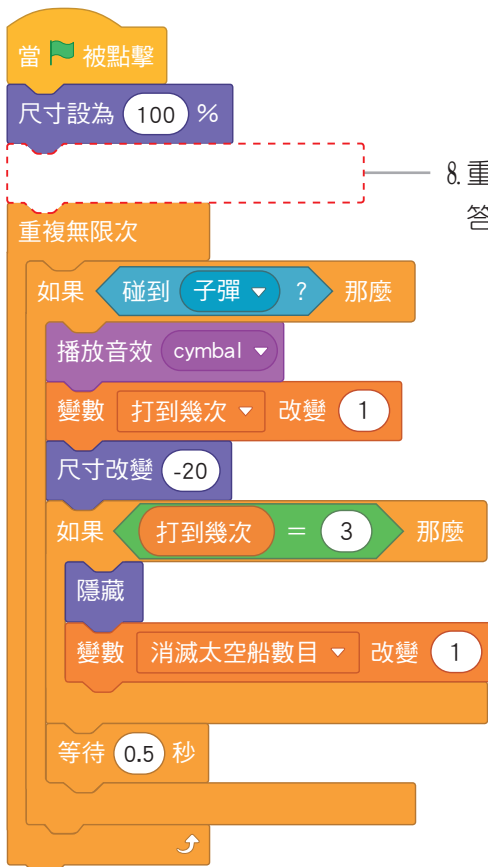 當 被點擊
尺寸設為 100 %
8. 重
答
重複無限次
如果 碰到 子彈 ? 那麼
播放音效 cymbal
變數 打到幾次 改變 1
尺寸改變 -20
如果 打到幾次 = 3 那麼
隱藏
變數 消滅太空船數目 改變 1
等待 0.5 秒